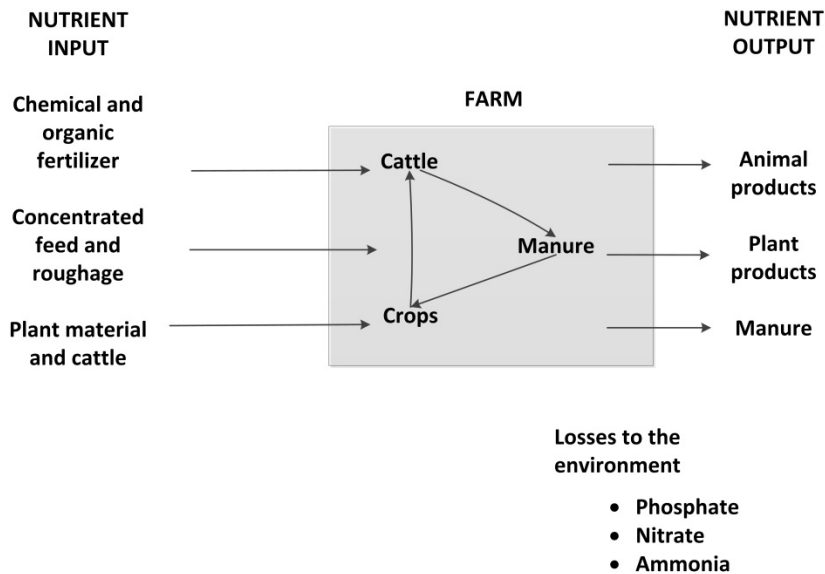 NUTRIENT
INPUT
Chemical and
organic
fertilizer
Concentrated
feed and
roughage
Plant material
and cattle
FARM
Cattle
Manure
Crops
NUTRIENT
OUTPUT
Animal
products
Plant
products
Manure
Losses to the
environment
• Phosphate
• Nitrate
• Ammonia